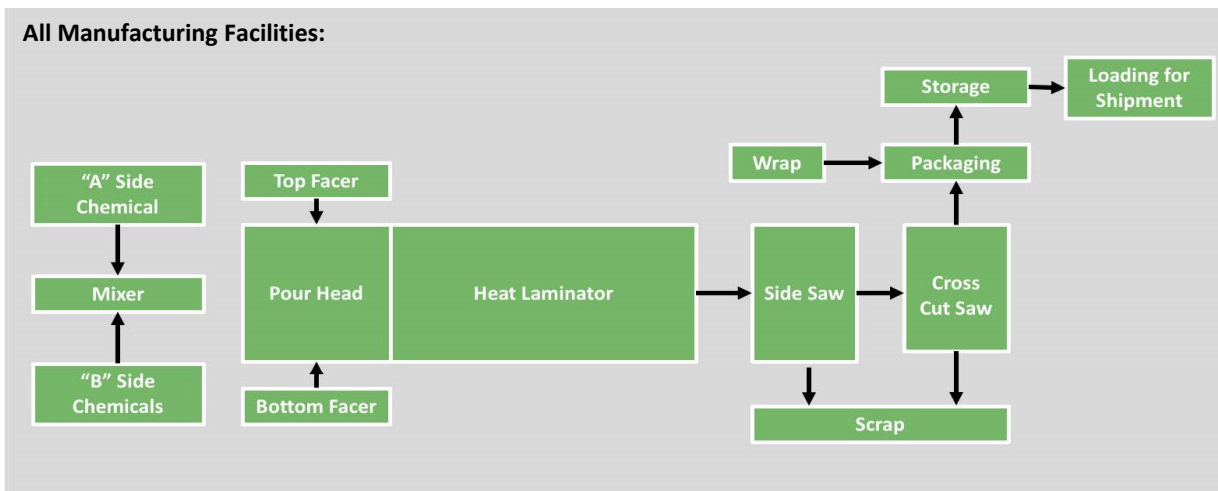 All Manufacturing Facilities:
Storage
Loading for
Shipment
Wrap
Packaging
"A" Side
Chemical
Top Facer
Mixer
Pour Head
Heat Laminator
Side Saw
Cross
Cut Saw
"B" Side
Chemicals
Bottom Facer
Scrap